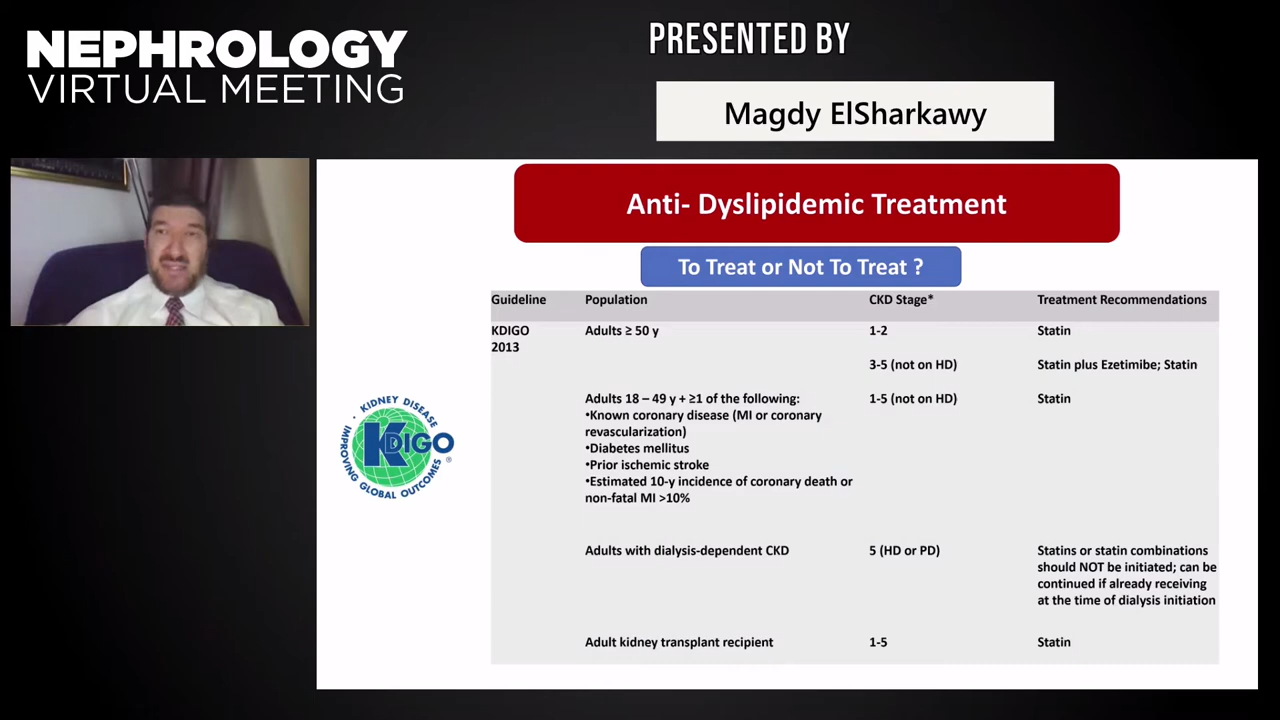 NEPHROLOGY
VIRTUAL MEETING
PRESENTED BY
Magdy ElSharkawy
Anti- Dyslipidemic Treatment
To Treat or Not To Treat ?
Guideline Population CKD Stage* Treatment Recommendations
KDIGO 2013 Adults ≥ 50 y 1-2 Statin
3-5 (not on HD) Statin plus Ezetimibe; Statin
Adults 18 – 49 y + ≥1 of the following: 1-5 (not on HD) Statin
•Known coronary disease (MI or coronary
revascularization)
•Diabetes mellitus
•Prior ischemic stroke
•Estimated 10-y incidence of coronary death or
non-fatal MI >10%
Adults with dialysis-dependent CKD 5 (HD or PD) Statins or statin combinations
should NOT be initiated; can be
continued if already receiving
at the time of dialysis initiation
Adult kidney transplant recipient 1-5 Statin
KIDNEY DISEASE
KDIGO
®
IMPROVING GLOBAL OUTCOMES